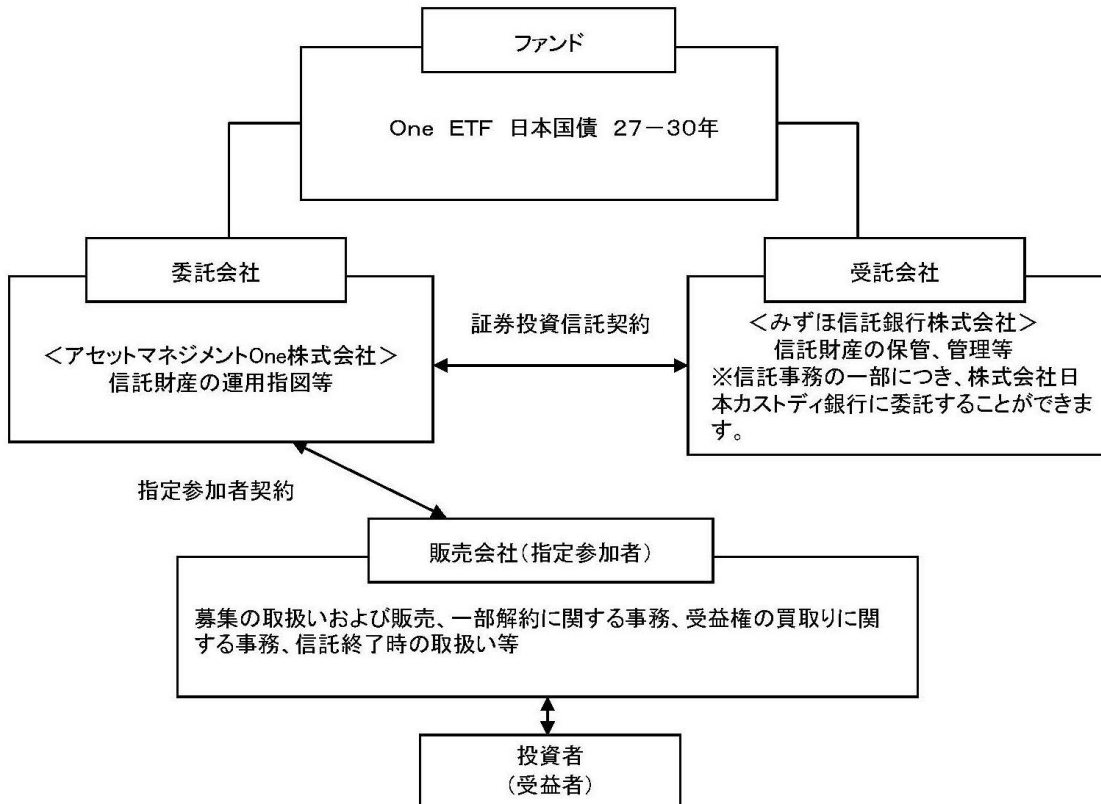 ファンド
One ETF 日本国債 27-30年
委託会社
<アセットマネジメントOne株式会社>
信託財産の運用指図等
証券投資信託契約
受託会社
<みずほ信託銀行株式会社>
信託財産の保管、管理等
※信託事務の一部につき、株式会社日
本カストディ銀行に委託することができま
す。
指定参加者契約
販売会社(指定参加者)
募集の取扱いおよび販売、一部解約に関する事務、受益権の買取りに関
する事務、信託終了時の取扱い等
投資者
(受益者)